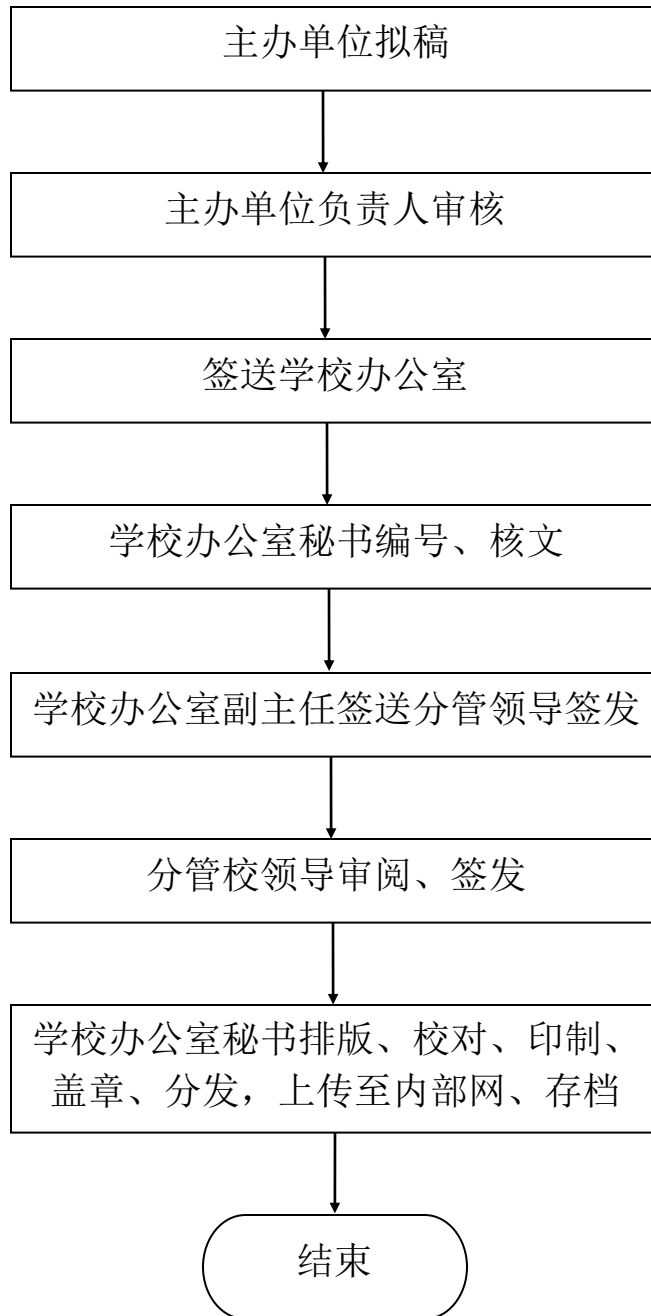 主办单位拟稿
主办单位负责人审核
签送学校办公室
学校办公室秘书编号、核文
学校办公室副主任签送分管领导签发
分管校领导审阅、签发
学校办公室秘书排版、校对、印制、
盖章、分发，上传至内部网、存档
结束